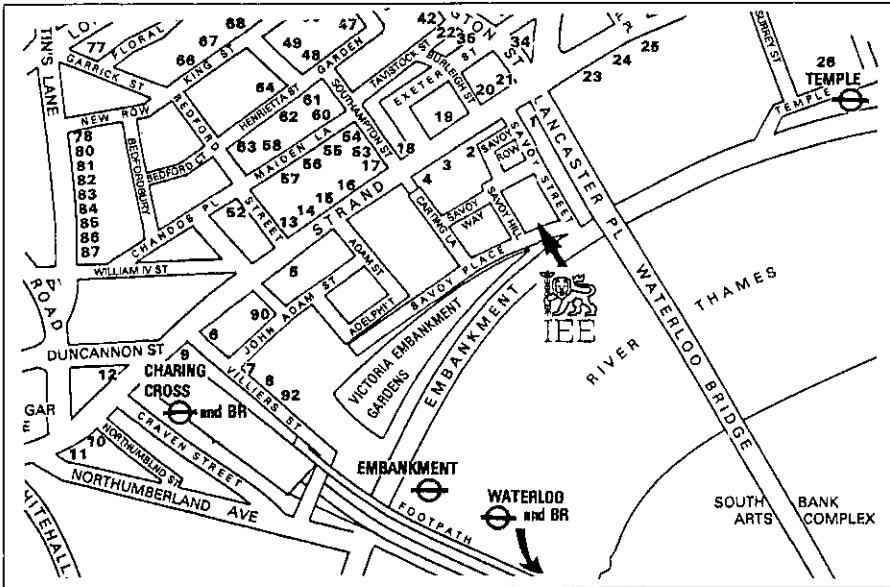 LO
TIN'S LANE
77
FLORAL
68
67
66
KING ST
GARRICK ST
NEW ROW
BEDFORD
STREET
64
HENRIETTA ST
49
48
47
GARDEN
61
62
60
SOUTHAMPTON ST
TAVISTOCK ST
42
22
35
NGTON ST
34
BURLEIGH ST
EXETER ST
20
21
19
18
23
24
25
PL
SURREY ST
26
TEMPLE
TEMPLE
78
80
81
82
83
84
85
86
87
BEDFORDBURY
BEDFORD CT
CHANDOS PL
WILLIAM IV ST
63
58
MAIDEN LA
57
56
55
54
53
17
16
15
14
13
52
STRAND
4
3
2
1
SAVOY ROW
SAVOY STREET
LANCASTER PL
WATERLOO BRIDGE
CARTING LA
SAVOY WAY
SAVOY HILL
SAVOY PLACE
5
ADAM ST
JOHN ADAM ST
ADELPHI T
90
6
ROAD
DUNCANNON ST
9
7
8
92
VILLIERS ST
12
CHARING
CROSS
and BR
CRAVEN STREET
NORTHUMBLND ST
10
11
GAR
E
NORTHUMBERLAND AVE
WHITEHALL
VICTORIA EMBANKMENT
GARDENS
EMBANKMENT
IEE
RIVER THAMES
EMBANKMENT
FOOTPATH
WATERLOO
and BR
SOUTH BANK
ARTS COMPLEX